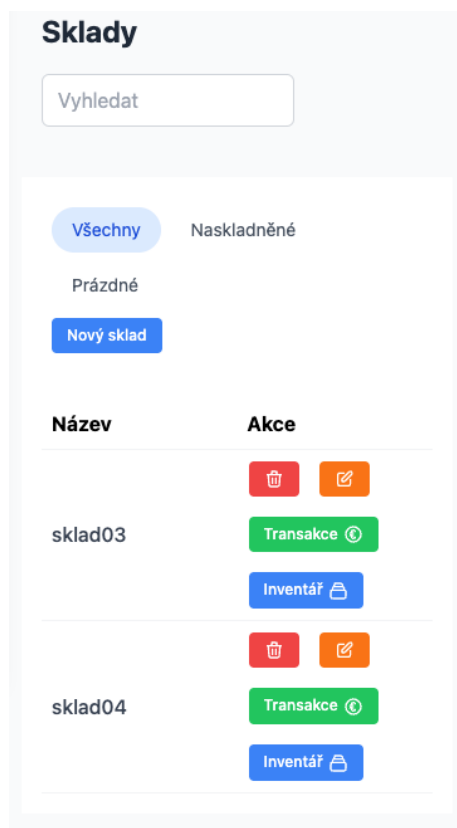 Sklady
Vyhledat
Všechny Naskladněné
Prázdné
Nový sklad
Název Akce
sklad03
Transakce
Inventář
sklad04
Transakce
Inventář